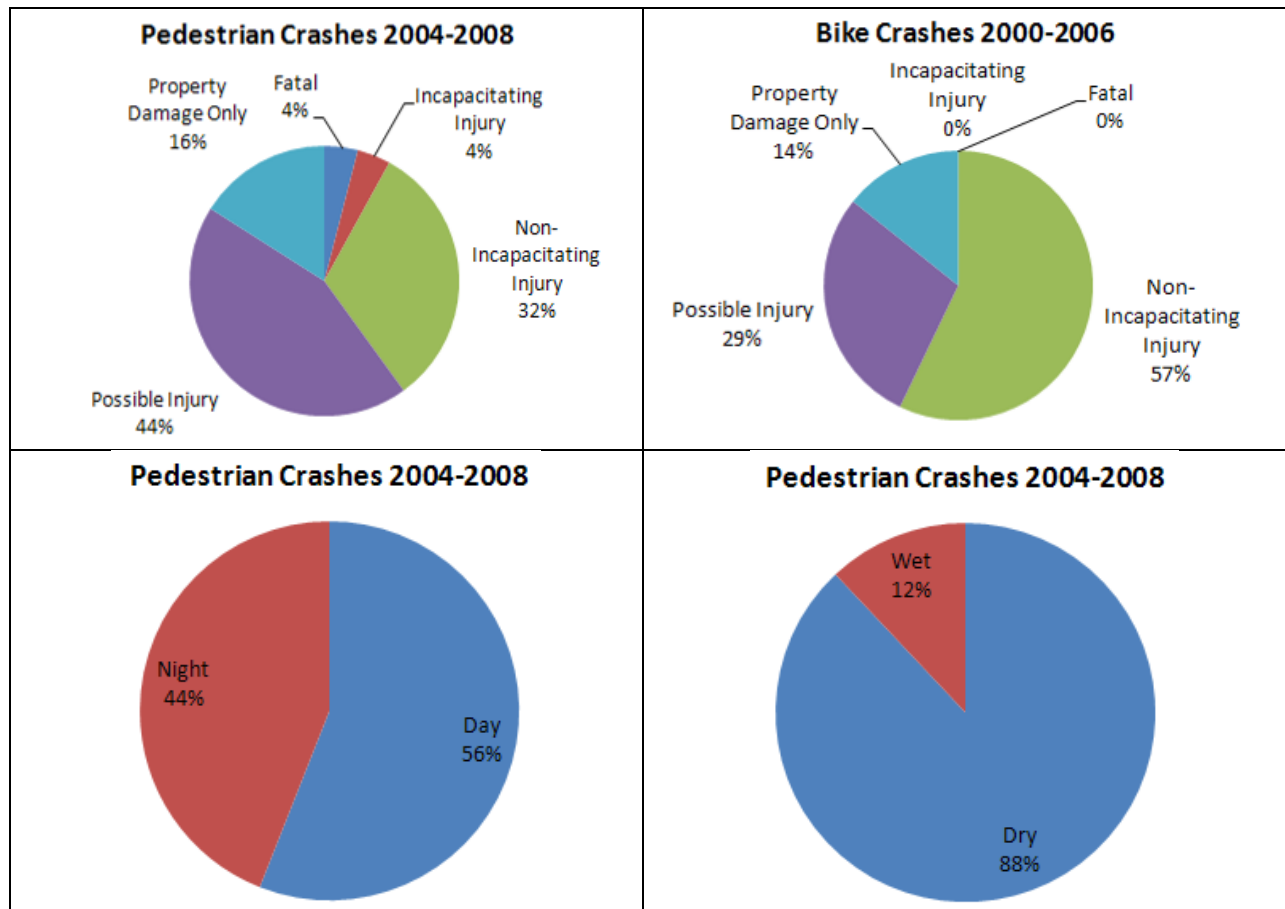 Pedestrian Crashes 2004-2008
Property
Damage Only
16%
Fatal
4%
Incapacitating
Injury
4%
Non-
Incapacitating
Injury
32%
Possible Injury
44%
Bike Crashes 2000-2006
Property
Damage Only
14%
Incapacitating
Injury
0%
Fatal
0%
Possible Injury
29%
Non-
Incapacitating
Injury
57%
Pedestrian Crashes 2004-2008
Night
44%
Day
56%
Pedestrian Crashes 2004-2008
Wet
12%
Dry
88%